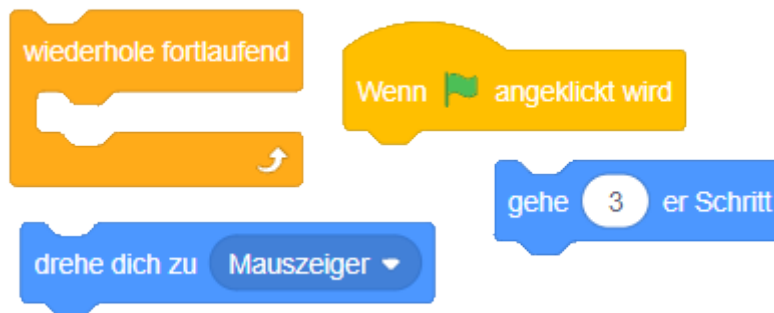 wiederhole fortlaufend
Wenn angeklickt wird
gehe 3 er Schritt
drehe dich zu Mauszeiger